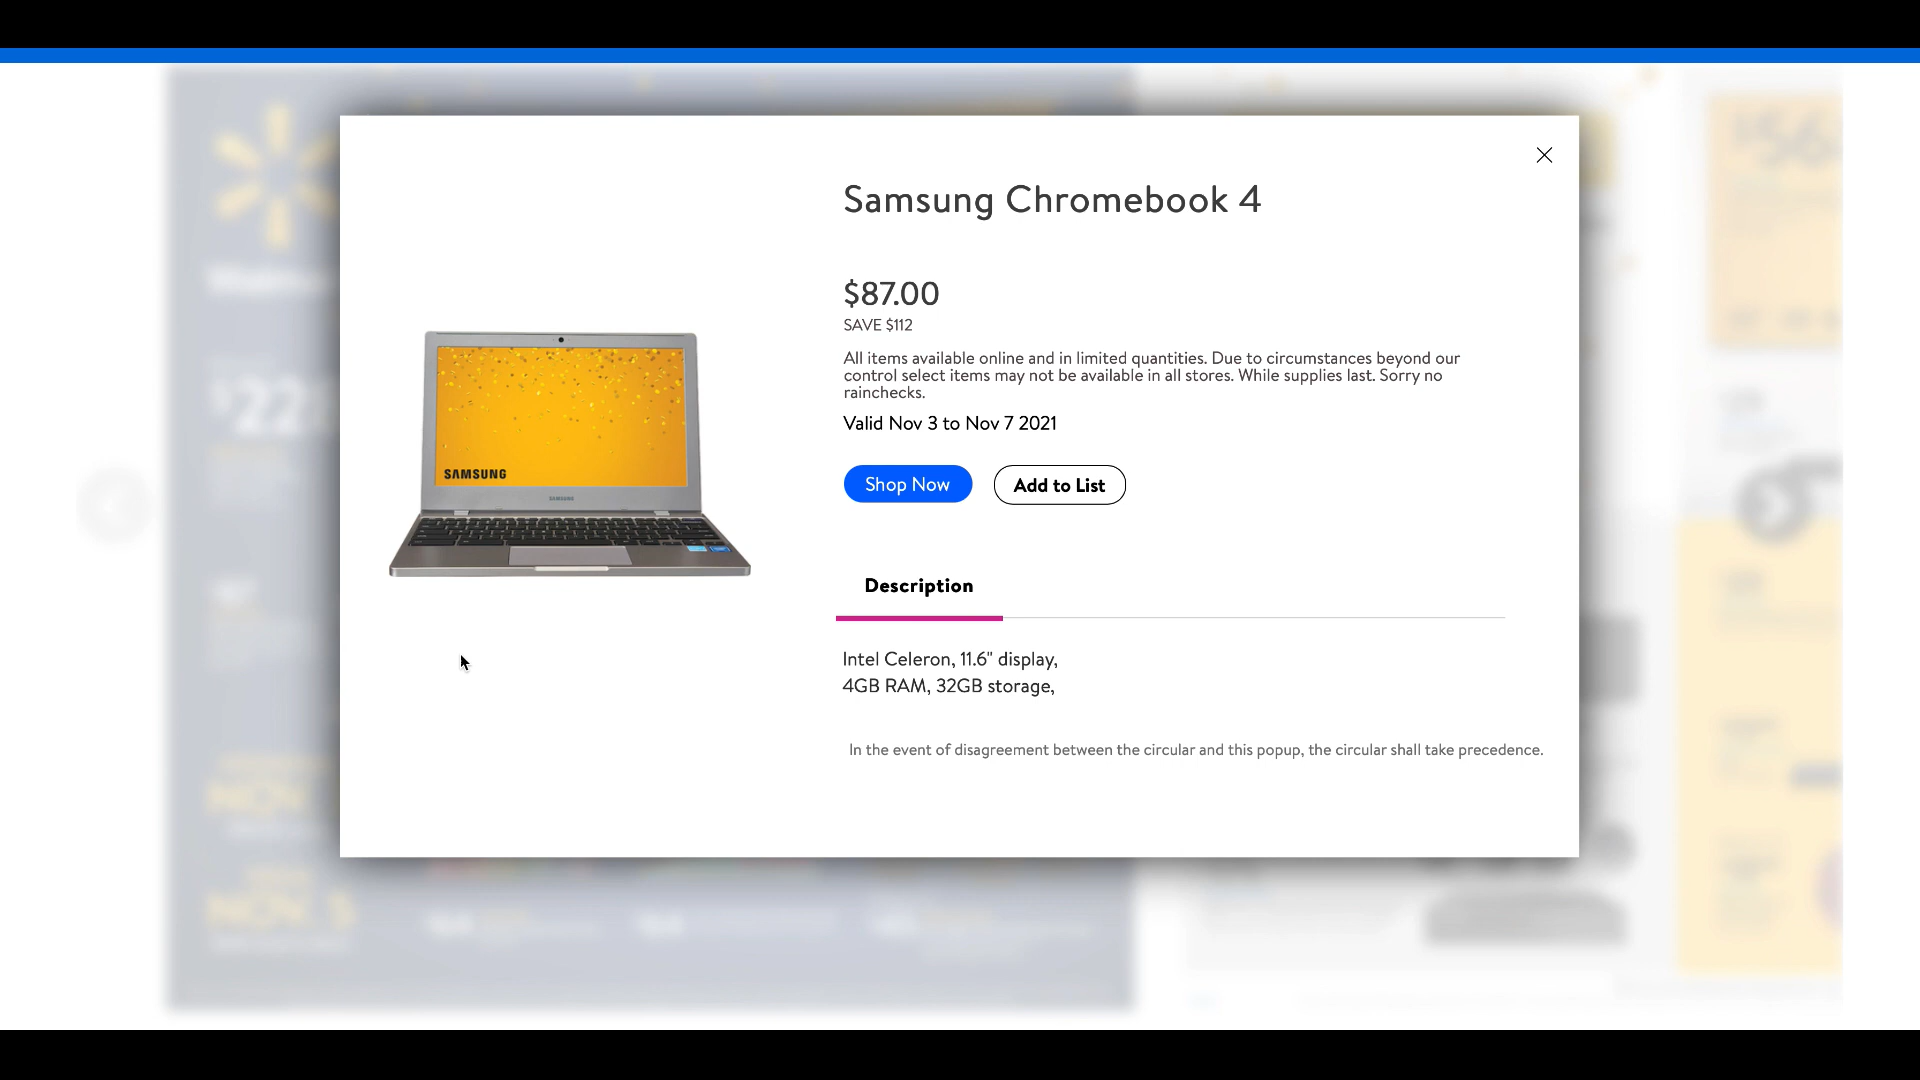 Samsung Chromebook 4
$87.00
SAVE $112
All items available online and in limited quantities. Due to circumstances beyond our
control select items may not be available in all stores. While supplies last. Sorry no
rainchecks.
Valid Nov 3 to Nov 7 2021
Shop Now
Add to List
SAMSUNG
SAMSUNG
Description
Intel Celeron, 11.6" display,
4GB RAM, 32GB storage,
In the event of disagreement between the circular and this popup, the circular shall take precedence.
NOV. 5